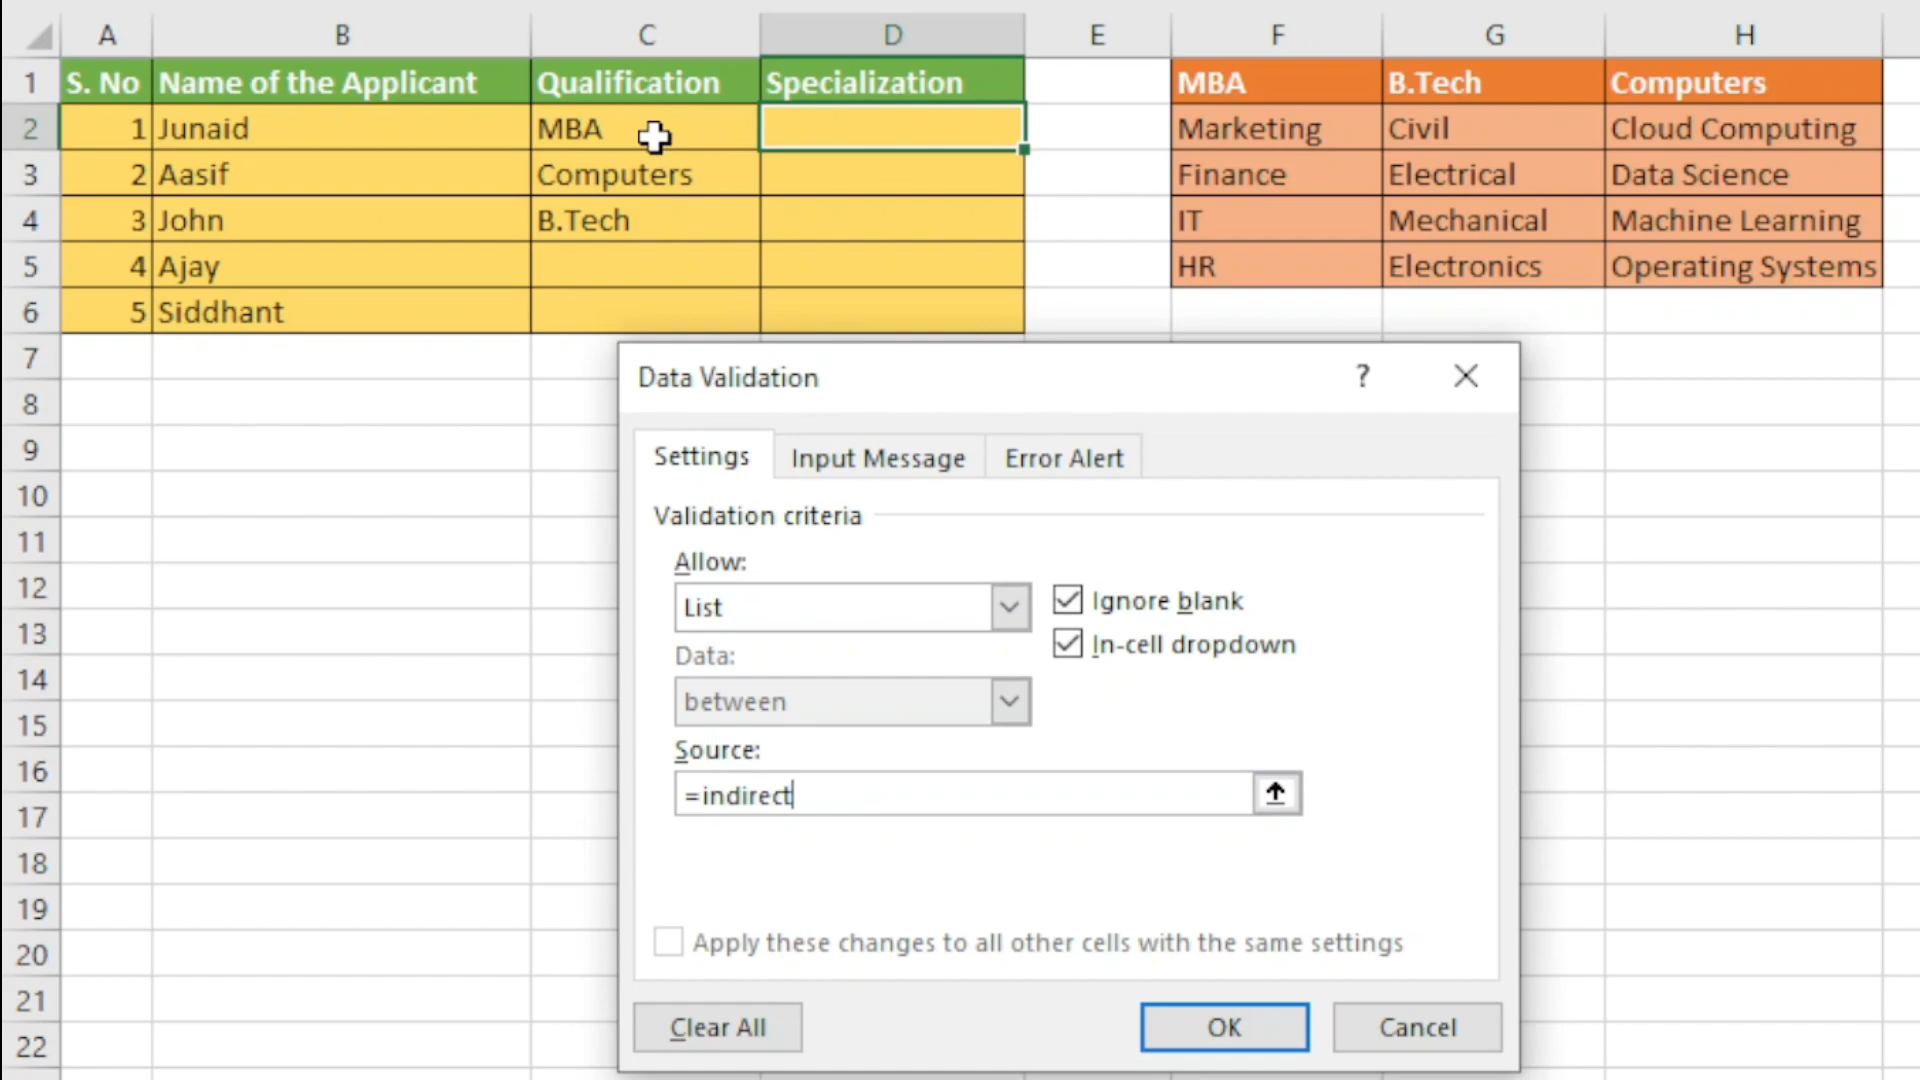 A B C D E F G H
1 S. No Name of the Applicant Qualification Specialization MBA B.Tech Computers
2 1 Junaid MBA Marketing Civil Cloud Computing
3 2 Aasif Computers Finance Electrical Data Science
4 3 John B.Tech IT Mechanical Machine Learning
5 4 Ajay HR Electronics Operating Systems
6 5 Siddhant
7
8
9
10
11
12
13
14
15
16
17
18
19
20
21
22
Data Validation ?
Settings Input Message Error Alert
Validation criteria
Allow:
List
Ignore blank
In-cell dropdown
Data:
between
Source:
=indirect
Apply these changes to all other cells with the same settings
Clear All OK Cancel